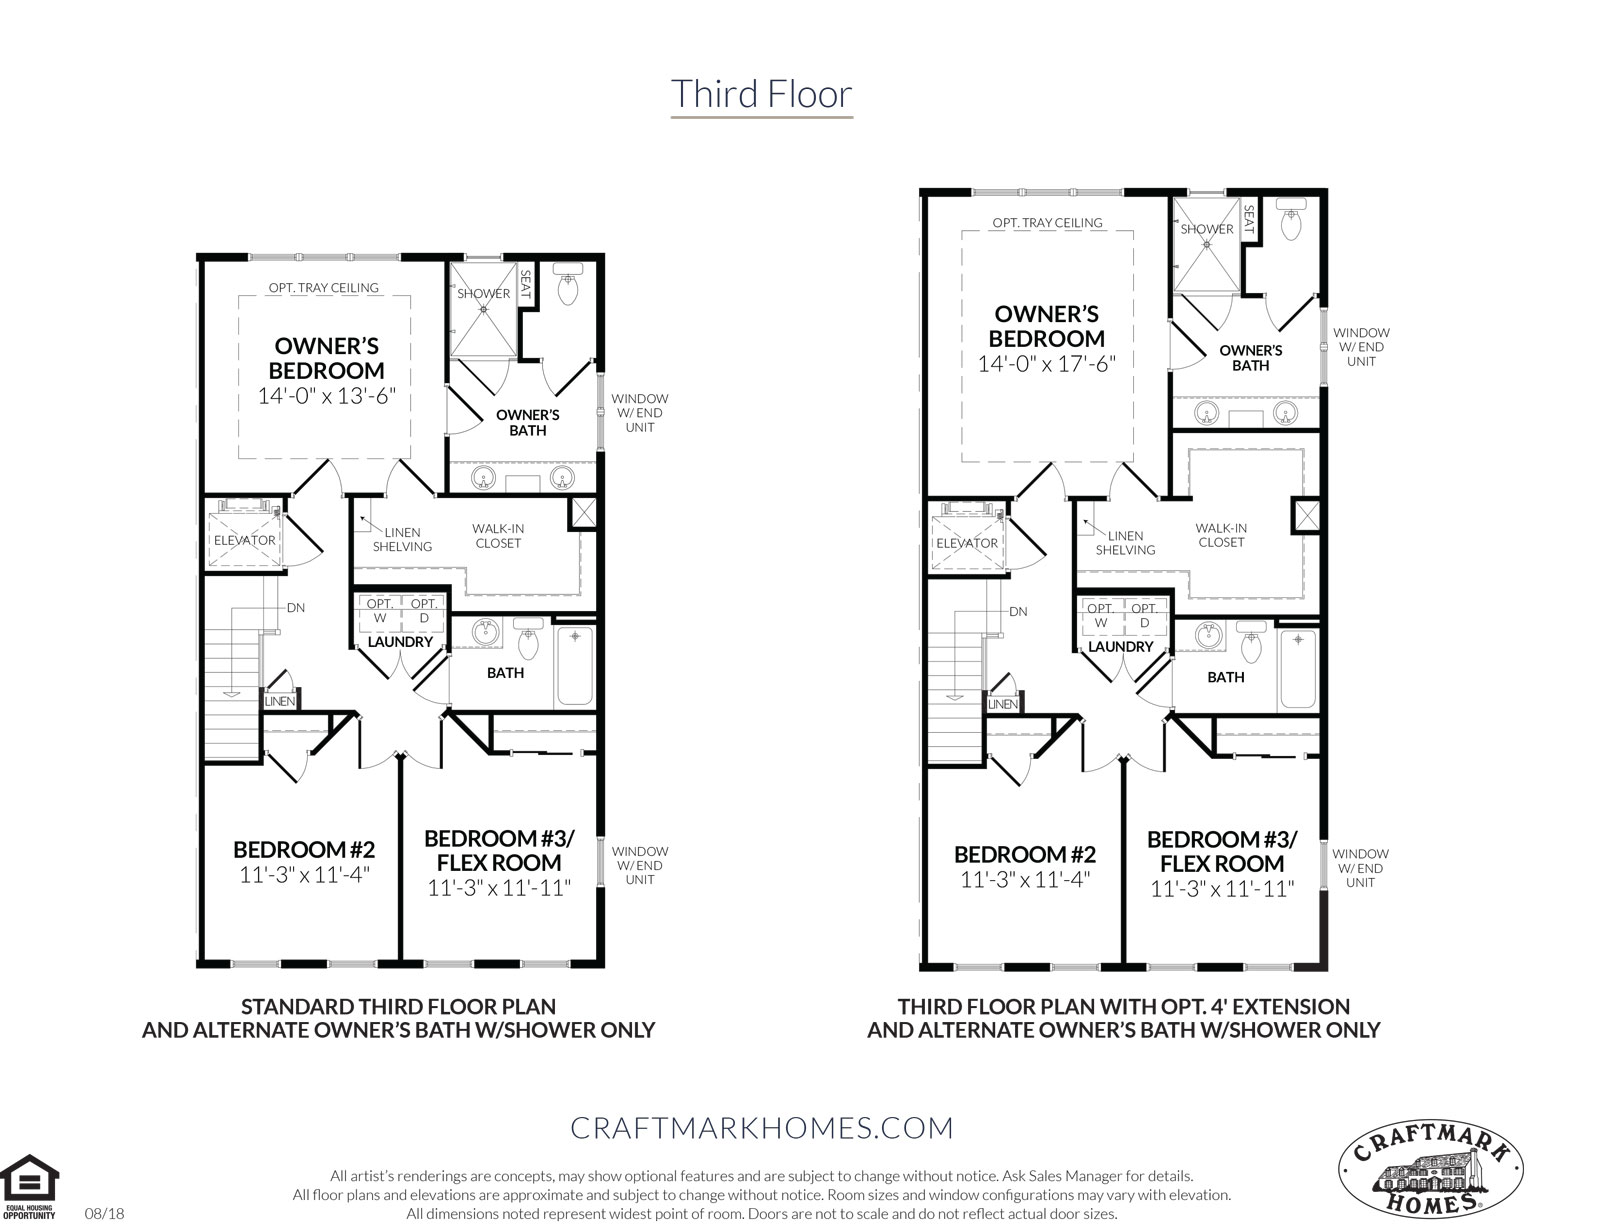 Third Floor
OPT. TRAY CEILING
OWNER'S
BEDROOM
14'-0" x 13'-6"
SHOWER
SEAT
OWNER'S
BATH
WINDOW
W/ END
UNIT
ELEVATOR
LINEN
SHELVING
WALK-IN
CLOSET
DN
OPT.
W
OPT.
D
LAUNDRY
BATH
LINEN
BEDROOM #2
11'-3" x 11'-4"
BEDROOM #3/
FLEX ROOM
11'-3" x 11'-11"
WINDOW
W/ END
UNIT
STANDARD THIRD FLOOR PLAN
AND ALTERNATE OWNER'S BATH W/SHOWER ONLY
OPT. TRAY CEILING
OWNER'S
BEDROOM
14'-0" x 17'-6"
SHOWER
SEAT
OWNER'S
BATH
WINDOW
W/ END
UNIT
ELEVATOR
LINEN
SHELVING
WALK-IN
CLOSET
DN
OPT.
W
OPT.
D
LAUNDRY
BATH
LINEN
BEDROOM #2
11'-3" x 11'-4"
BEDROOM #3/
FLEX ROOM
11'-3" x 11'-11"
WINDOW
W/ END
UNIT
THIRD FLOOR PLAN WITH OPT. 4' EXTENSION
AND ALTERNATE OWNER'S BATH W/SHOWER ONLY
CRAFTMARKHOMES.COM
All artist's renderings are concepts, may show optional features and are subject to change without notice. Ask Sales Manager for details.
All floor plans and elevations are approximate and subject to change without notice. Room sizes and window configurations may vary with elevation.
All dimensions noted represent widest point of room. Doors are not to scale and do not reflect actual door sizes.
EQUAL HOUSING
OPPORTUNITY
08/18
CRAFTMARK
HOMES